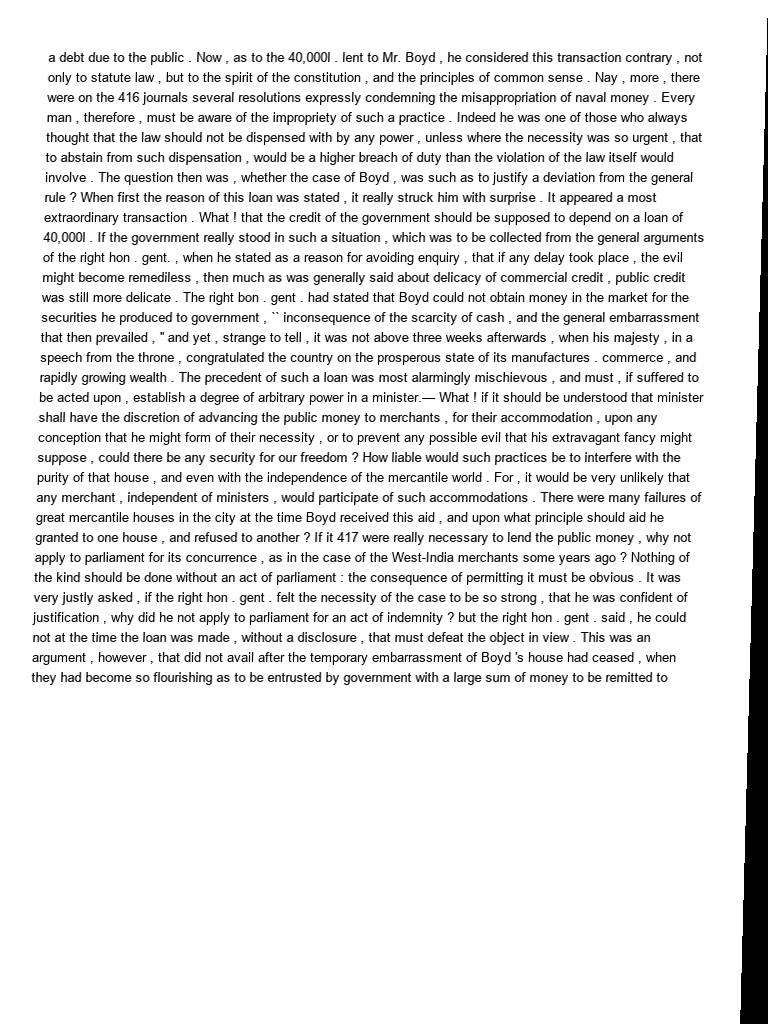 a debt due to the public . Now , as to the 40,000l . lent to Mr. Boyd , he considered this transaction contrary , not
only to statute law , but to the spirit of the constitution , and the principles of common sense . Nay , more , there
were on the 416 journals several resolutions expressly condemning the misappropriation of naval money . Every
man , therefore , must be aware of the impropriety of such a practice . Indeed he was one of those who always
thought that the law should not be dispensed with by any power , unless where the necessity was so urgent , that
to abstain from such dispensation , would be a higher breach of duty than the violation of the law itself would
involve . The question then was , whether the case of Boyd , was such as to justify a deviation from the general
rule ? When first the reason of this loan was stated , it really struck him with surprise . It appeared a most
extraordinary transaction . What ! that the credit of the government should be supposed to depend on a loan of
40,000l . If the government really stood in such a situation , which was to be collected from the general arguments
of the right hon . gent. , when he stated as a reason for avoiding enquiry , that if any delay took place , the evil
might become remediless , then much as was generally said about delicacy of commercial credit , public credit
was still more delicate . The right bon . gent . had stated that Boyd could not obtain money in the market for the
securities he produced to government , `` inconsequence of the scarcity of cash , and the general embarrassment
that then prevailed , '' and yet , strange to tell , it was not above three weeks afterwards , when his majesty , in a
speech from the throne , congratulated the country on the prosperous state of its manufactures . commerce , and
rapidly growing wealth . The precedent of such a loan was most alarmingly mischievous , and must , if suffered to
be acted upon , establish a degree of arbitrary power in a minister.— What ! if it should be understood that minister
shall have the discretion of advancing the public money to merchants , for their accommodation , upon any
conception that he might form of their necessity , or to prevent any possible evil that his extravagant fancy might
suppose , could there be any security for our freedom ? How liable would such practices be to interfere with the
purity of that house , and even with the independence of the mercantile world . For , it would be very unlikely that
any merchant , independent of ministers , would participate of such accommodations . There were many failures of
great mercantile houses in the city at the time Boyd received this aid , and upon what principle should aid he
granted to one house , and refused to another ? If it 417 were really necessary to lend the public money , why not
apply to parliament for its concurrence , as in the case of the West-India merchants some years ago ? Nothing of
the kind should be done without an act of parliament : the consequence of permitting it must be obvious . It was
very justly asked , if the right hon . gent . felt the necessity of the case to be so strong , that he was confident of
justification , why did he not apply to parliament for an act of indemnity ? but the right hon . gent . said , he could
not at the time the loan was made , without a disclosure , that must defeat the object in view . This was an
argument , however , that did not avail after the temporary embarrassment of Boyd 's house had ceased , when
they had become so flourishing as to be entrusted by government with a large sum of money to be remitted to